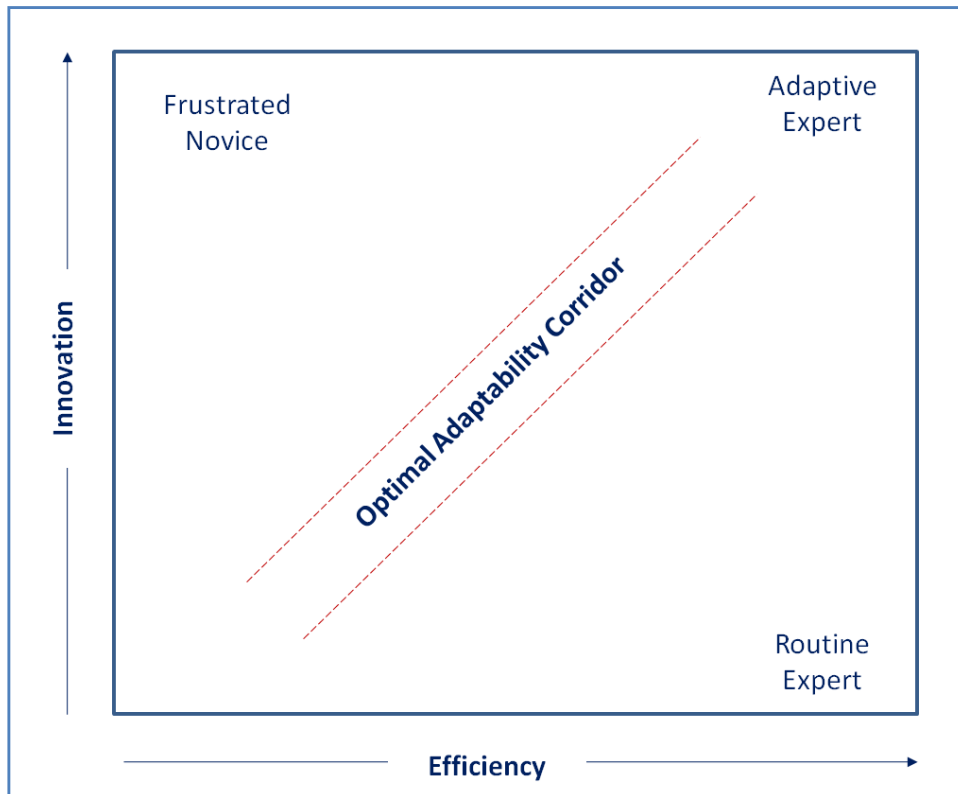 Frustrated
Novice
Adaptive
Expert
Optimal Adaptability Corridor
Innovation
Routine
Expert
Efficiency